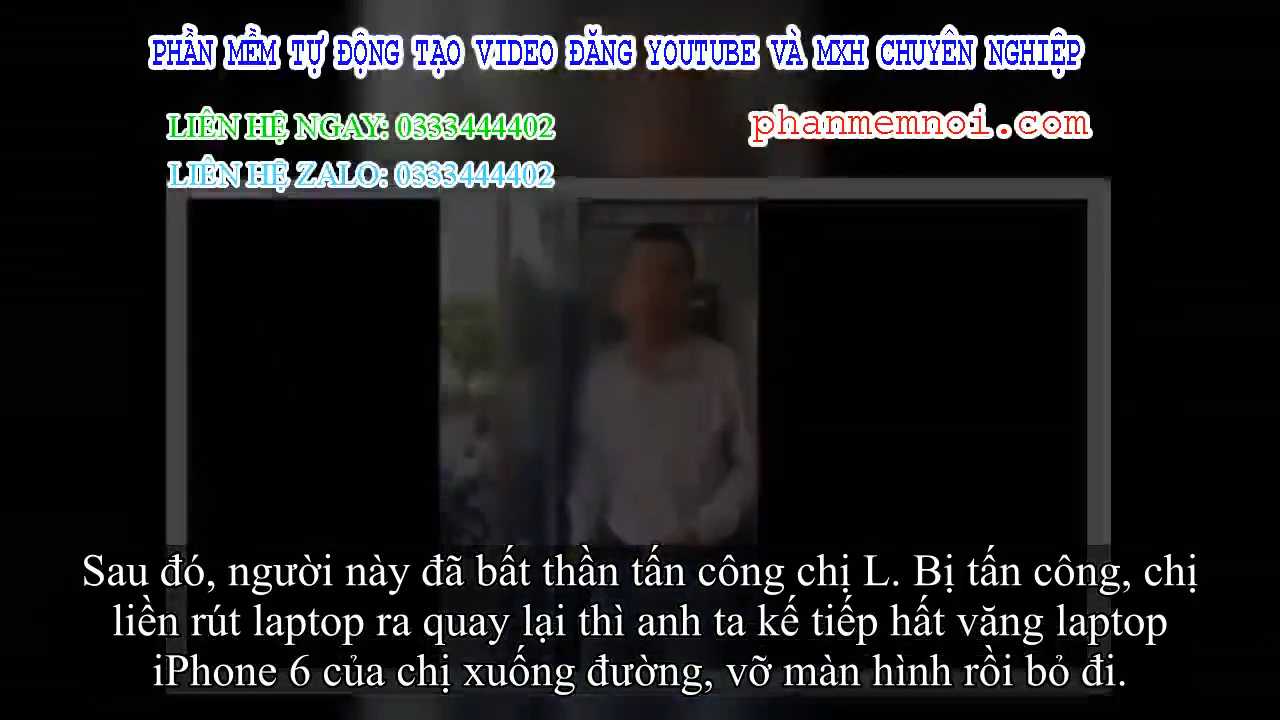 PHẦN MỀM TỰ ĐỘNG TẠO VIDEO ĐĂNG YOUTUBE VÀ MXH CHUYÊN NGHIỆP
LIÊN HỆ NGAY: 0333444402
phanmemnoi.com
LIÊN HỆ ZALO: 0333444402
Sau đó, người này đã bất thần tấn công chị L. Bị tấn công, chị
liền rút laptop ra quay lại thì anh ta kế tiếp hất văng laptop
iPhone 6 của chị xuống đường, vỡ màn hình rồi bỏ đi.